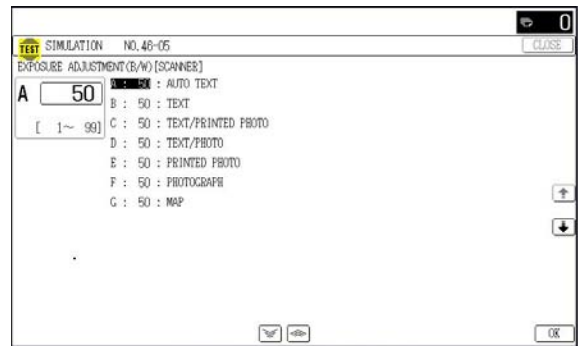 0
TEST SIMULATION NO. 46-05 CLOSE
EXPOSURE ADJUSTMENT(B/W)[SCANNER]
A 50
[ 1~ 99]
A : 50 : AUTO TEXT
B : 50 : TEXT
C : 50 : TEXT/PRINTED PHOTO
D : 50 : TEXT/PHOTO
E : 50 : PRINTED PHOTO
F : 50 : PHOTOGRAPH
G : 50 : MAP
OK